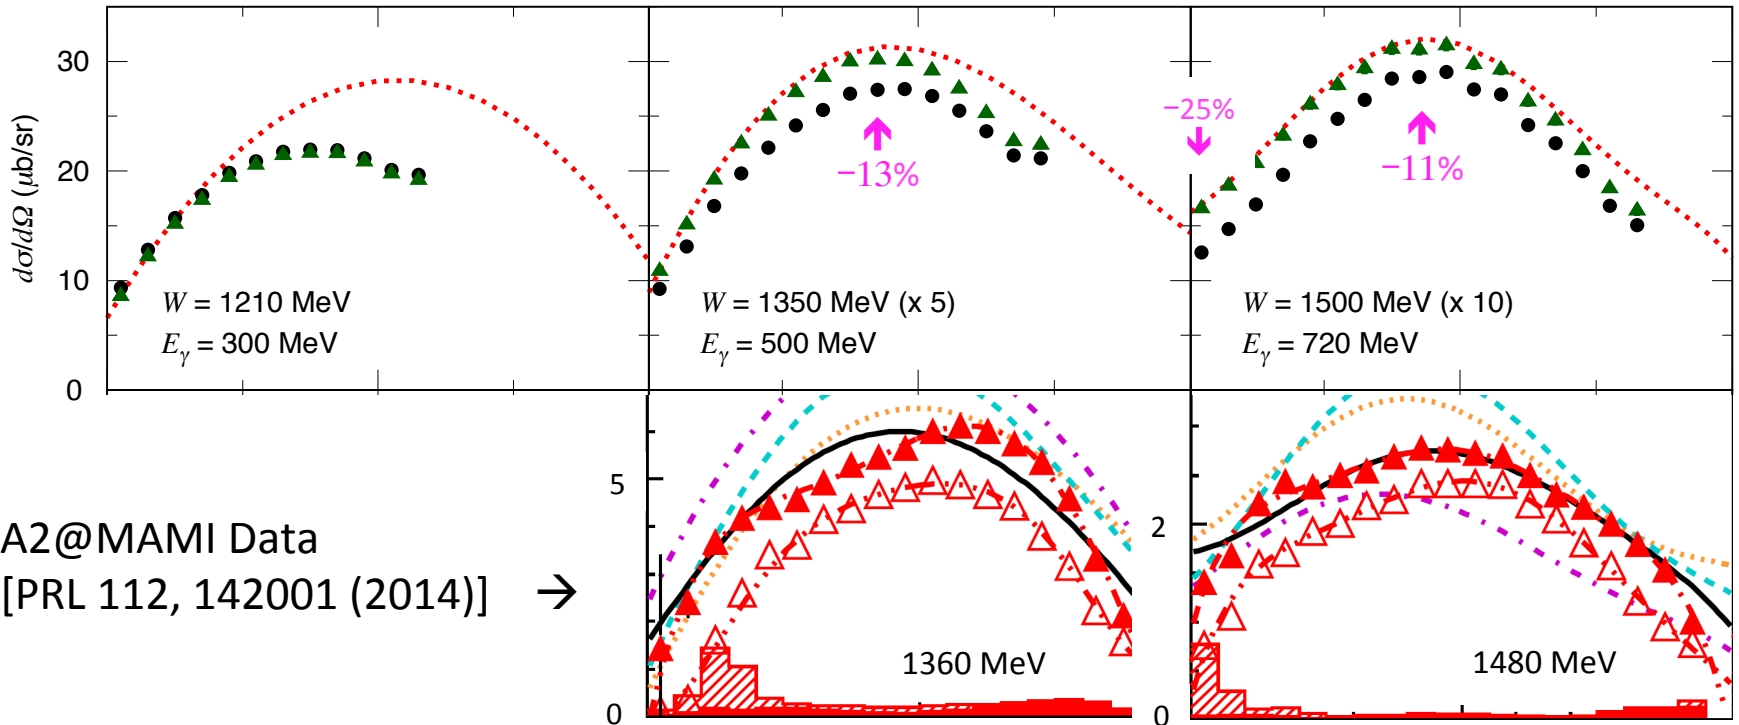 dσ/dΩ (μb/sr)
30
20
10
0
W = 1210 MeV
Eγ = 300 MeV
−13%
W = 1350 MeV (x 5)
Eγ = 500 MeV
−25%
−11%
W = 1500 MeV (x 10)
Eγ = 720 MeV
A2@MAMI Data
[PRL 112, 142001 (2014)] →
5
0
1360 MeV
2
0
1480 MeV